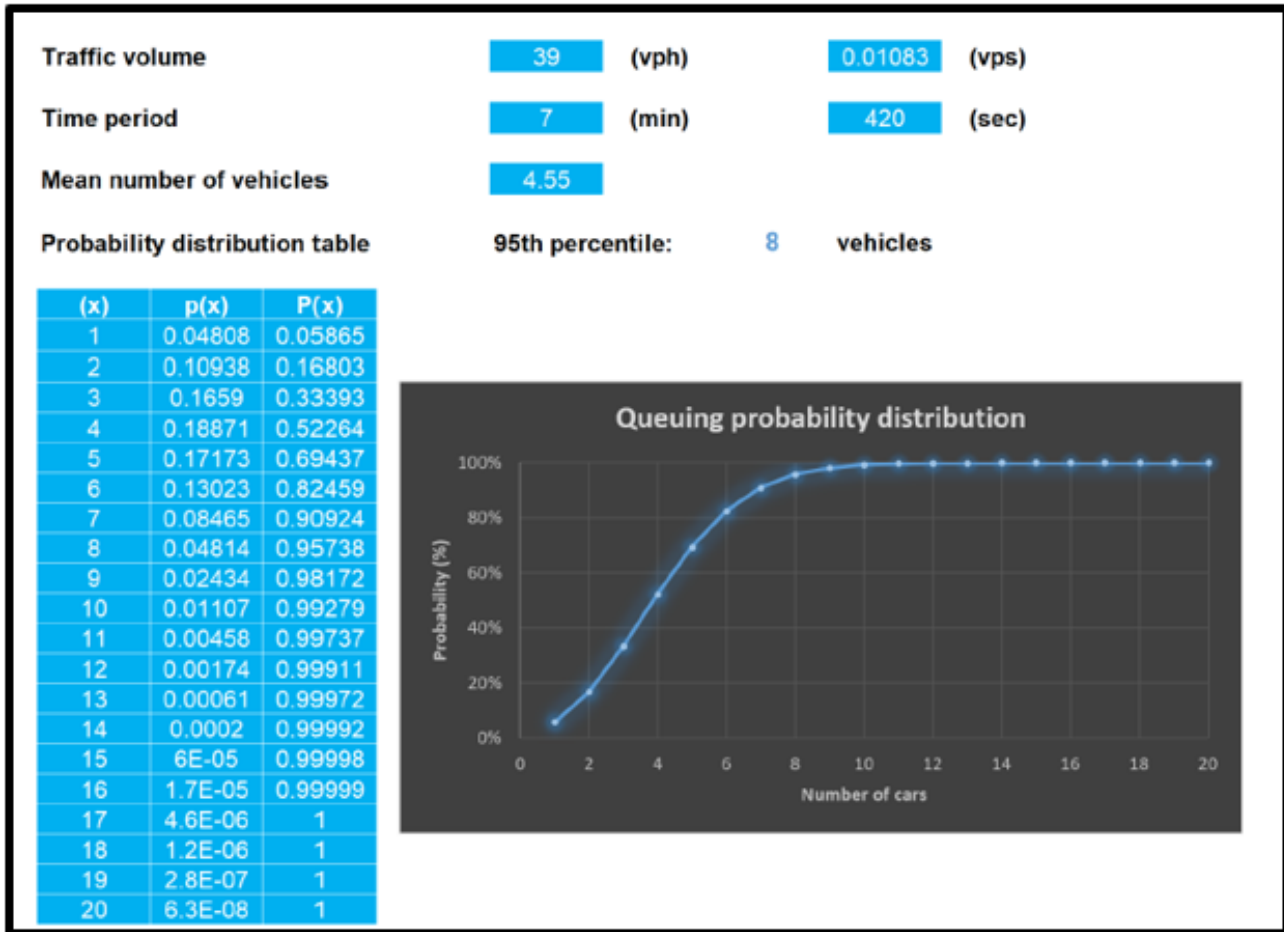 Traffic volume 39 (vph) 0.01083 (vps)
Time period 7 (min) 420 (sec)
Mean number of vehicles 4.55
Probability distribution table 95th percentile: 8 vehicles
(x) p(x) P(x)
1 0.04808 0.05865
2 0.10938 0.16803
3 0.1659 0.33393
4 0.18871 0.52264
5 0.17173 0.69437
6 0.13023 0.82459
7 0.08465 0.90924
8 0.04814 0.95738
9 0.02434 0.98172
10 0.01107 0.99279
11 0.00458 0.99737
12 0.00174 0.99911
13 0.00061 0.99972
14 0.0002 0.99992
15 6E-05 0.99998
16 1.7E-05 0.99999
17 4.6E-06 1
18 1.2E-06 1
19 2.8E-07 1
20 6.3E-08 1
Queuing probability distribution
Probability (%)
100%
80%
60%
40%
20%
0%
0 2 4 6 8 10 12 14 16 18 20
Number of cars